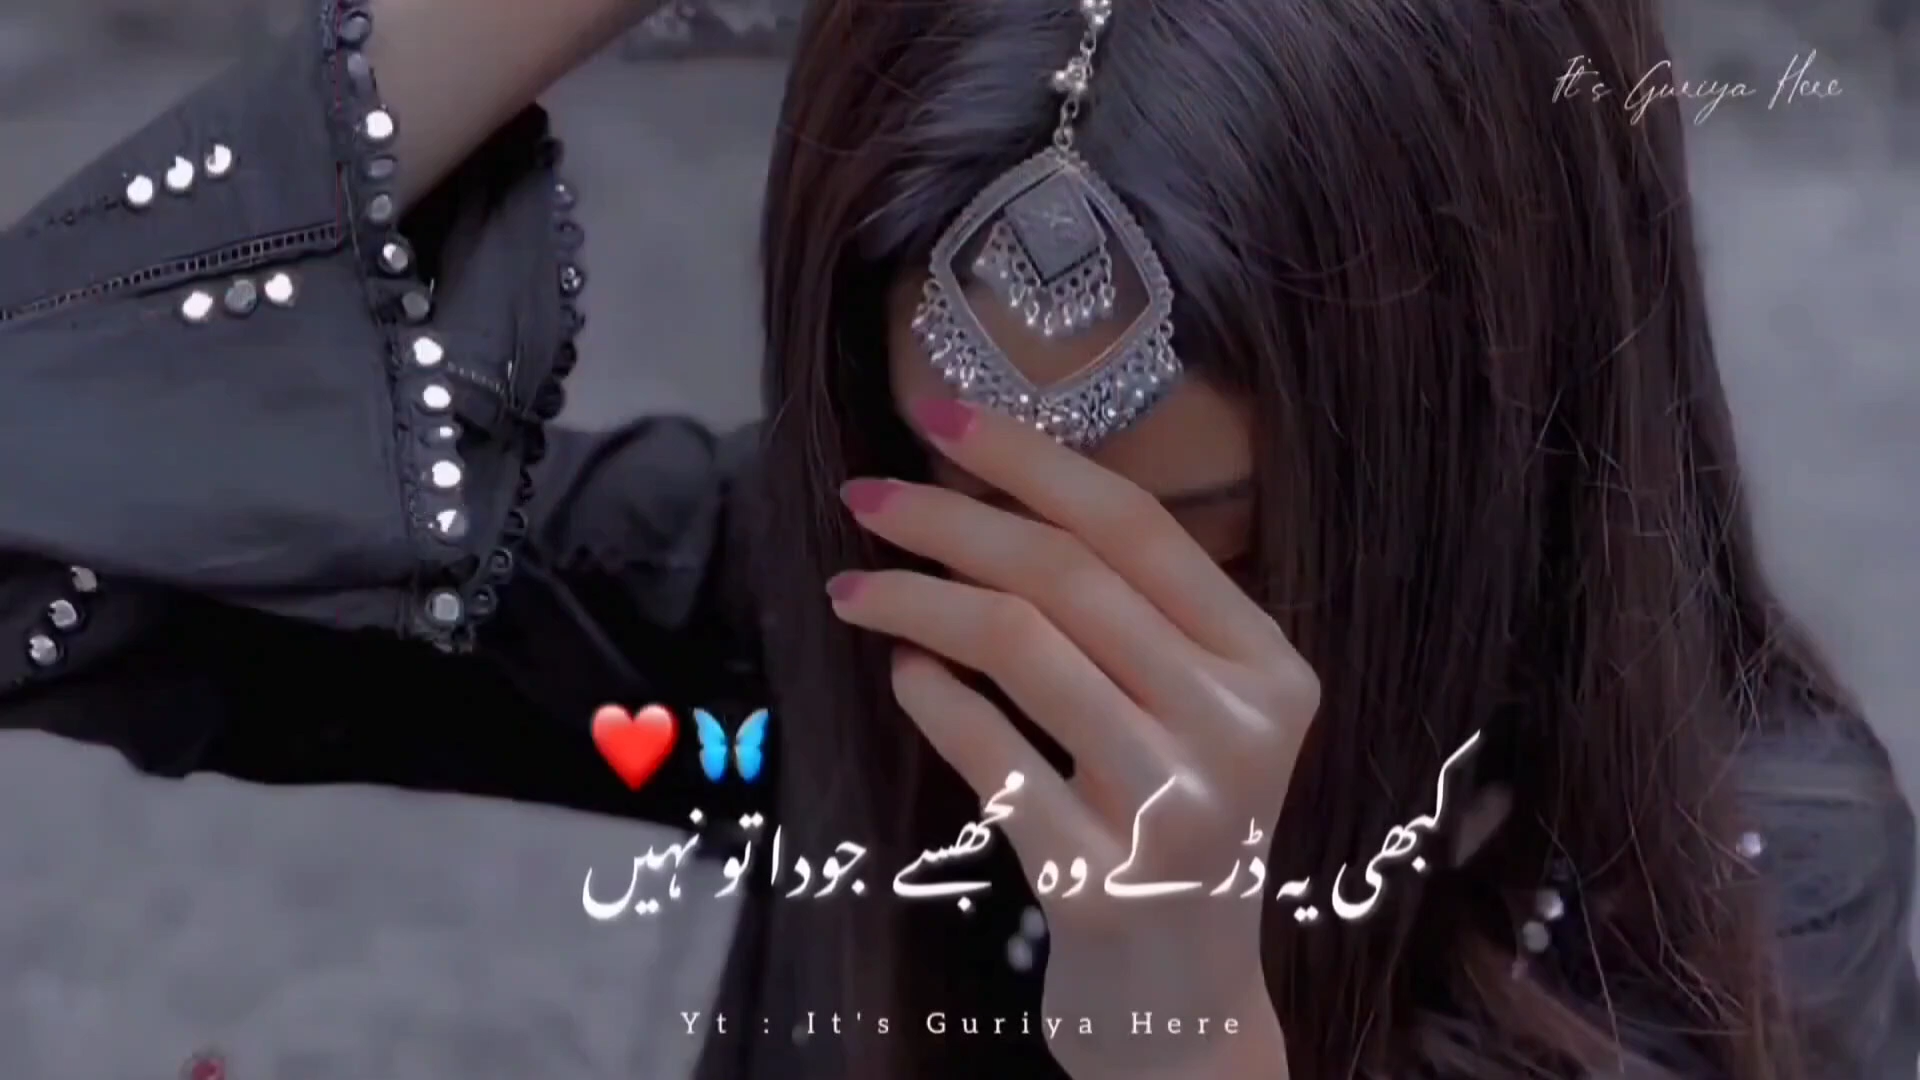 It's Guriya Here
❤️🦋
کبھی یہ ڈر کے وہ مجھسے جودا تو نہیں
Yt : It's Guriya Here